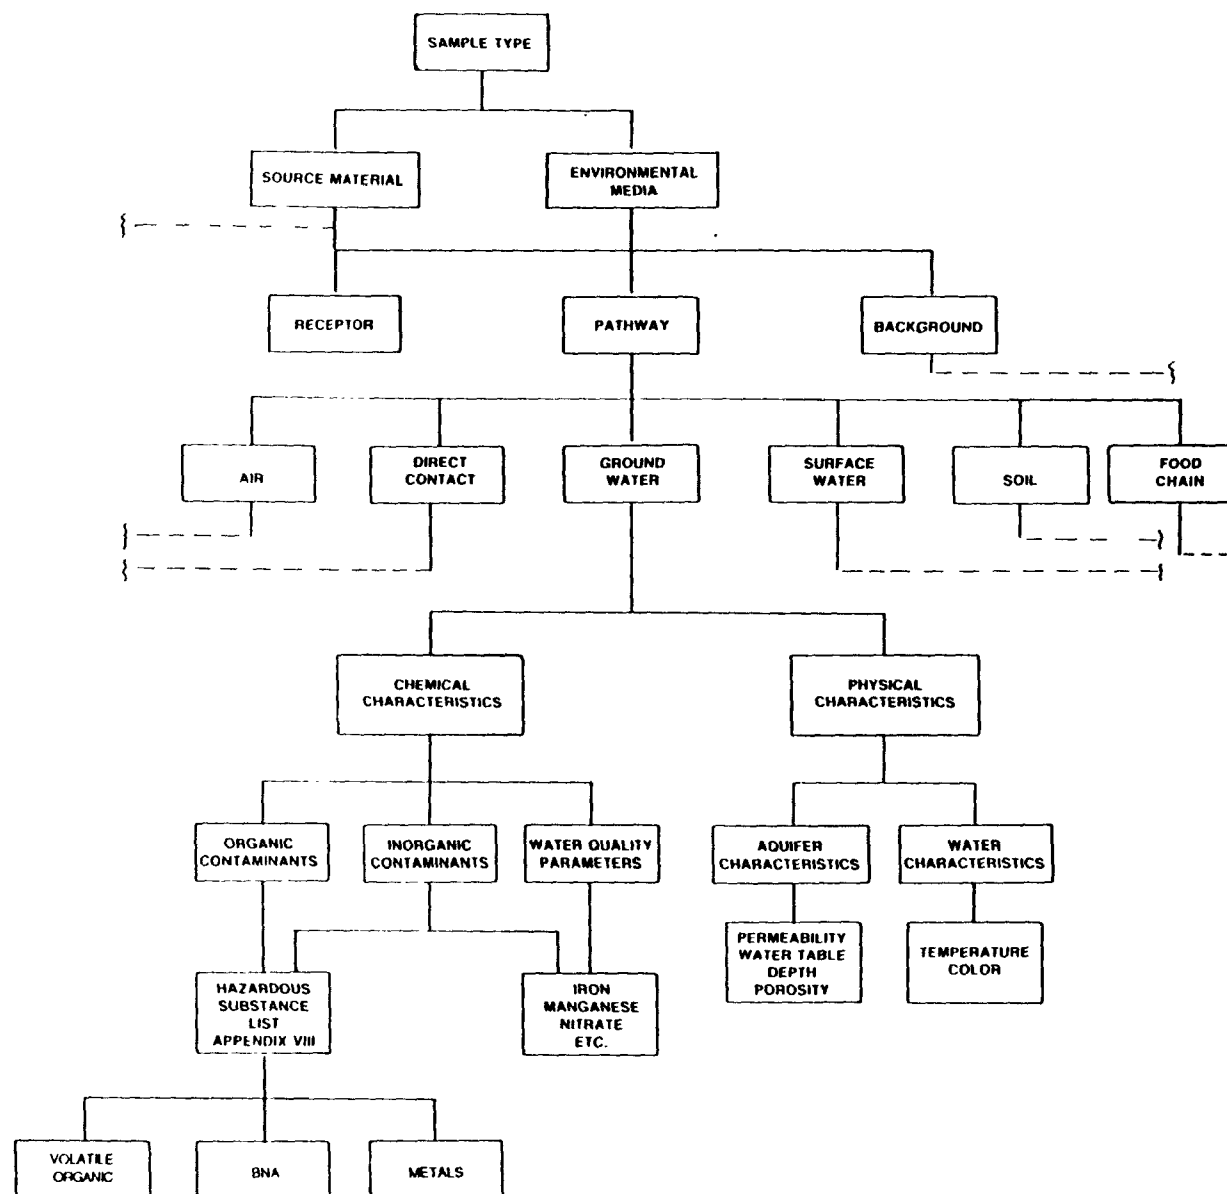 SAMPLE TYPE
SOURCE MATERIAL
ENVIRONMENTAL
MEDIA
RECEPTOR
PATHWAY
BACKGROUND
AIR
DIRECT
CONTACT
GROUND
WATER
SURFACE
WATER
SOIL
FOOD
CHAIN
CHEMICAL
CHARACTERISTICS
PHYSICAL
CHARACTERISTICS
ORGANIC
CONTAMINANTS
INORGANIC
CONTAMINANTS
WATER QUALITY
PARAMETERS
AQUIFER
CHARACTERISTICS
WATER
CHARACTERISTICS
HAZARDOUS
SUBSTANCE
LIST
APPENDIX VIII
IRON
MANGANESE
NITRATE
ETC.
PERMEABILITY
WATER TABLE
DEPTH
POROSITY
TEMPERATURE
COLOR
VOLATILE
ORGANIC
BNA
METALS